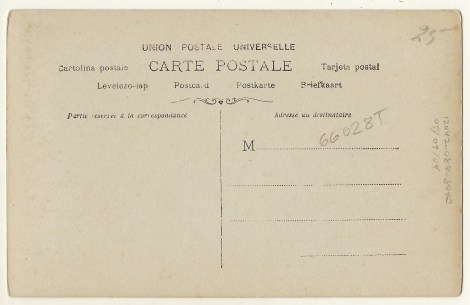 25-
UNION POSTALE UNIVERSELLE
Cartolina postale CARTE POSTALE Tarjeta postal
Levelezo-lap Postcard Postkarte Briefkaart
Partie réservée à la correspondance Adresse au destinataire
66028T
M